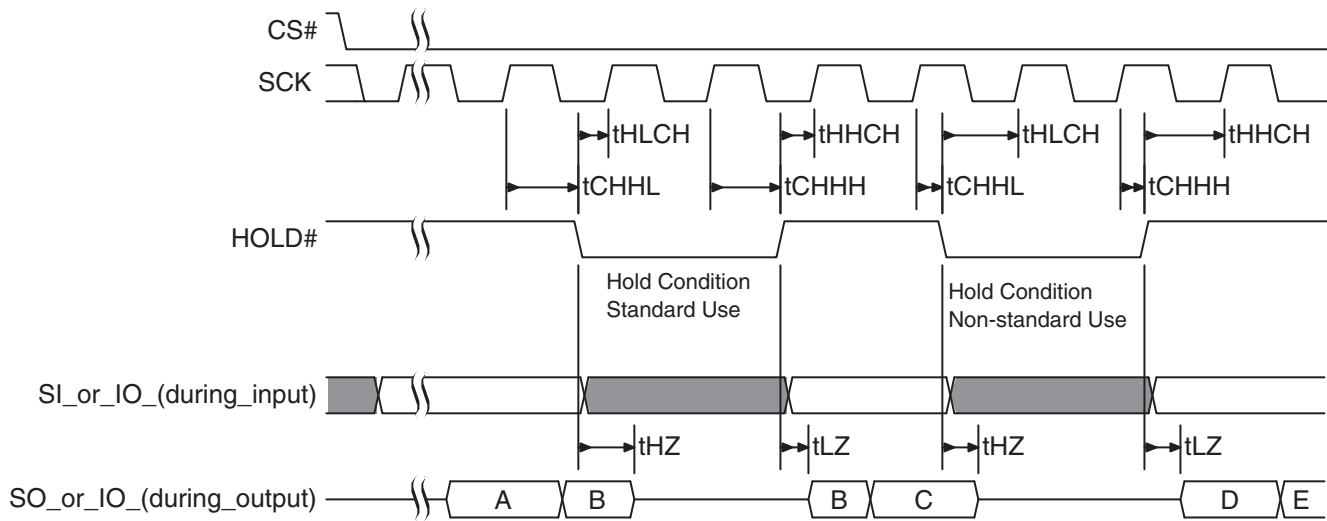 CS#
SCK
tHLCH tHHCH tHLCH tHHCH
tCHHL tCHHH tCHHL tCHHH
HOLD#
Hold Condition
Standard Use
Hold Condition
Non-standard Use
SI_or_IO_(during_input)
tHZ tLZ tHZ tLZ
SO_or_IO_(during_output) A B B C D E